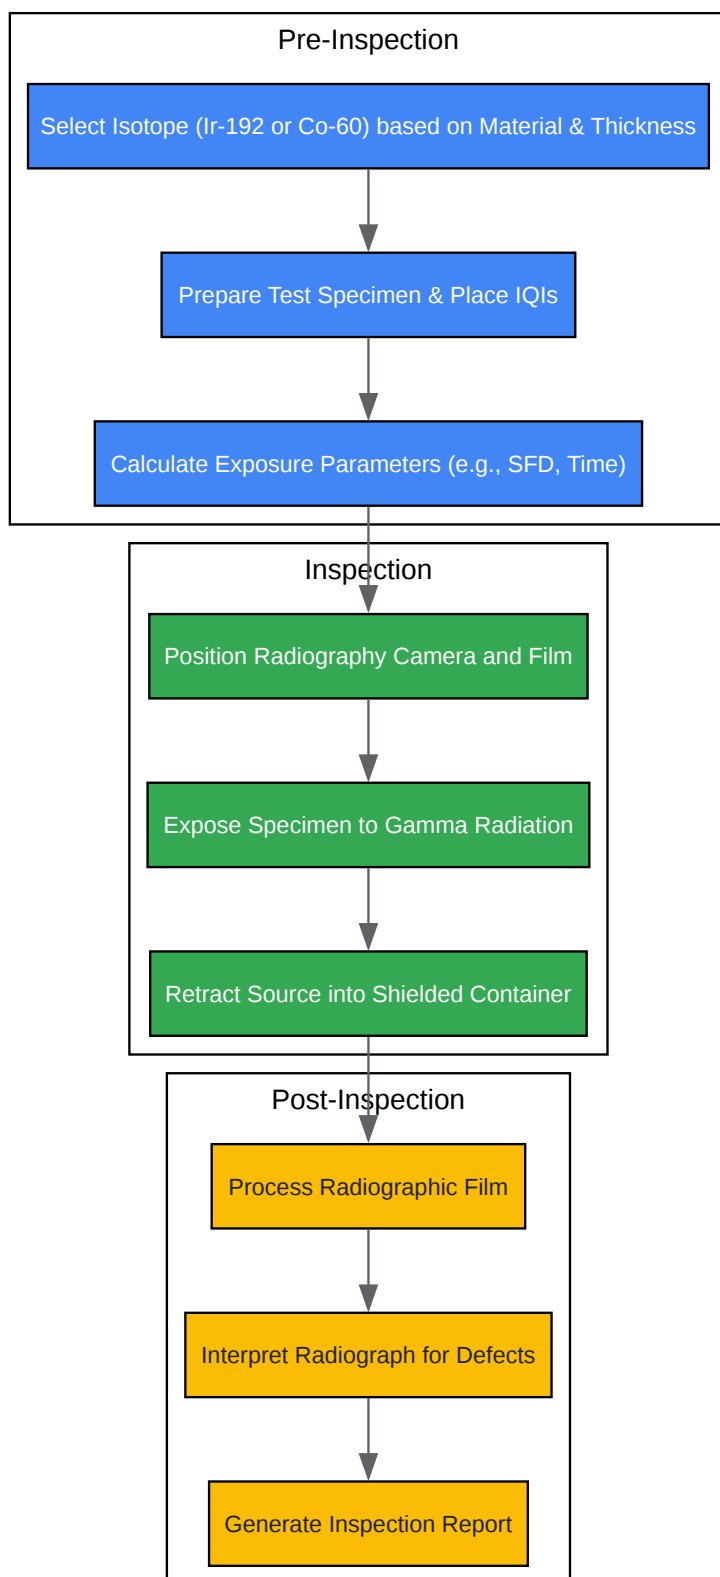 Pre-Inspection
Select Isotope (Ir-192 or Co-60) based on Material & Thickness
Prepare Test Specimen & Place IQIs
Calculate Exposure Parameters (e.g., SFD, Time)
Inspection
Position Radiography Camera and Film
Expose Specimen to Gamma Radiation
Retract Source into Shielded Container
Post-Inspection
Process Radiographic Film
Interpret Radiograph for Defects
Generate Inspection Report